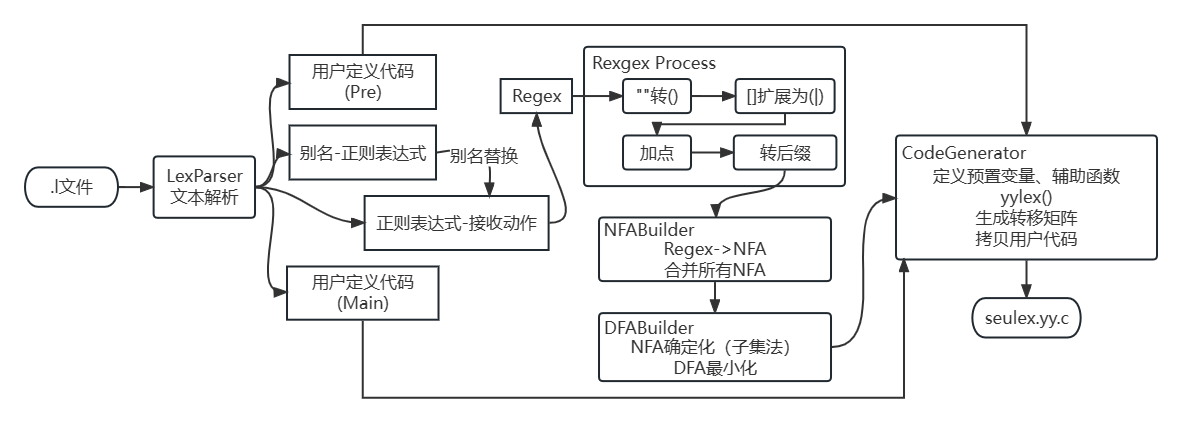 .l文件
LexParser
文本解析
用户定义代码
(Pre)
别名-正则表达式
别名替换
正则表达式-接收动作
用户定义代码
(Main)
Regex
Rexgex Process
""转()
[]扩展为(|)
加点
转后缀
NFABuilder
Regex->NFA
合并所有NFA
DFABuilder
NFA确定化（子集法）
DFA最小化
CodeGenerator
定义预置变量、辅助函数
yylex()
生成转移矩阵
拷贝用户代码
seulex.yy.c